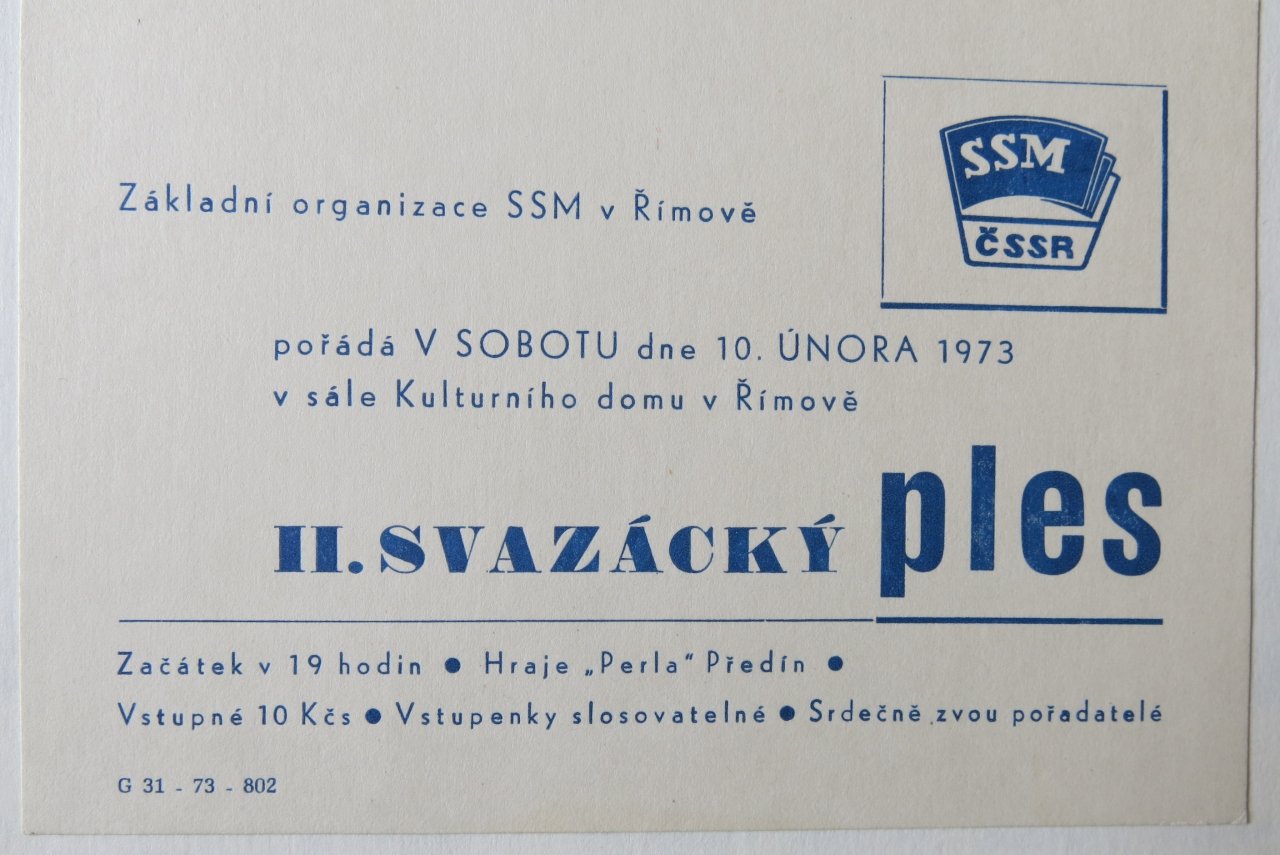 SSM
ČSSR
Základní organizace SSM v Římově
pořádá V SOBOTU dne 10. ÚNORA 1973
v sále Kulturního domu v Římově
II. SVAZÁCKÝ ples
Začátek v 19 hodin ● Hraje „Perla" Předín ●
Vstupné 10 Kčs ● Vstupenky slosovatelné ● Srdečně zvou pořadatelé
G 31 - 73 - 802